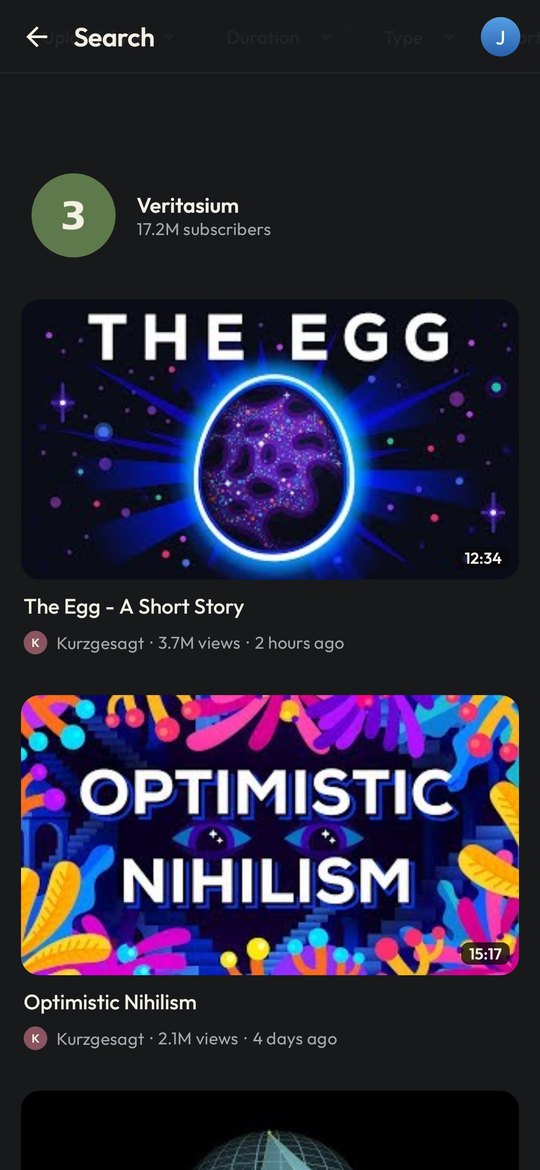 Search
Duration
Type
J
3
Veritasium
17.2M subscribers
THE EGG
12:34
The Egg - A Short Story
K
Kurzgesagt · 3.7M views · 2 hours ago
OPTIMISTIC
NIHILISM
15:17
Optimistic Nihilism
K
Kurzgesagt · 2.1M views · 4 days ago